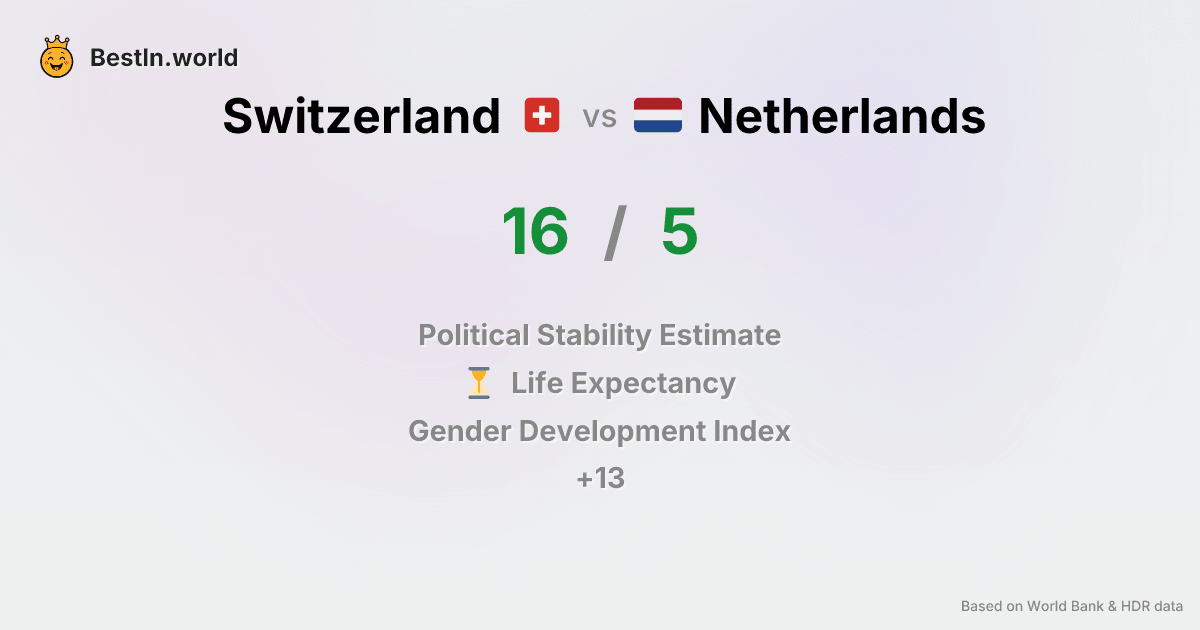 BestIn.world
Switzerland vs Netherlands
16 / 5
Political Stability Estimate
Life Expectancy
Gender Development Index
+13
Based on World Bank & HDR data